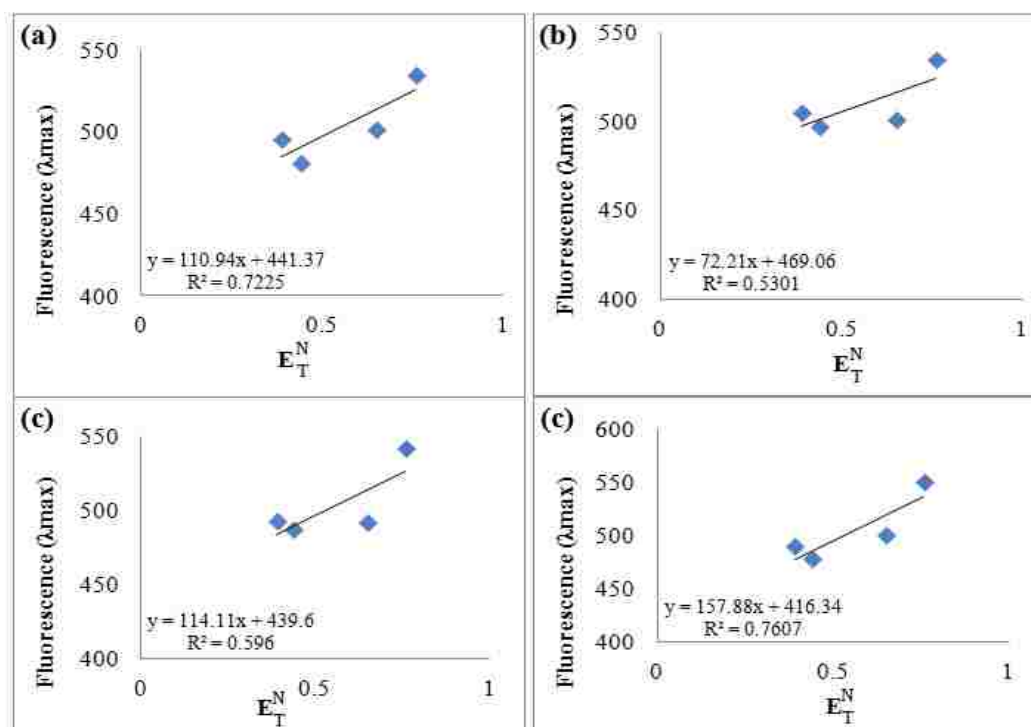 (a)
550
500
450
400
Fluorescence (λmax)
y = 110.94x + 441.37
R² = 0.7225
0
0.5
1
E_T^N
(b)
550
500
450
400
Fluorescence (λmax)
y = 72.21x + 469.06
R² = 0.5301
0
0.5
1
E_T^N
(c)
550
500
450
400
Fluorescence (λmax)
y = 114.11x + 439.6
R² = 0.596
0
0.5
1
E_T^N
(c)
600
550
500
450
400
Fluorescence (λmax)
y = 157.88x + 416.34
R² = 0.7607
0
0.5
1
E_T^N